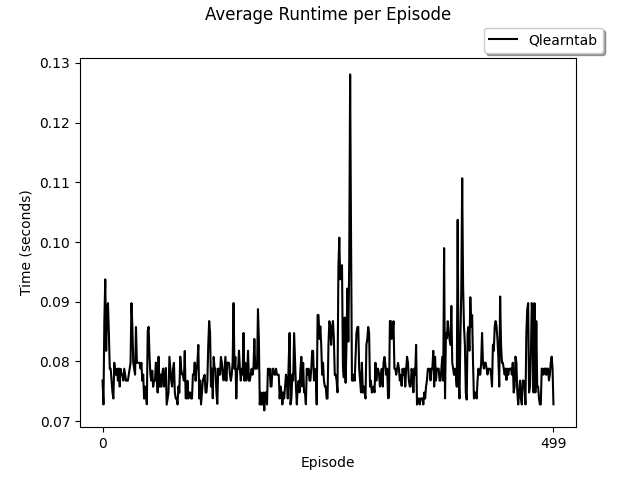 Average Runtime per Episode
Qlearntab
0.13
0.12
0.11
0.10
0.09
0.08
0.07
Time (seconds)
0
499
Episode